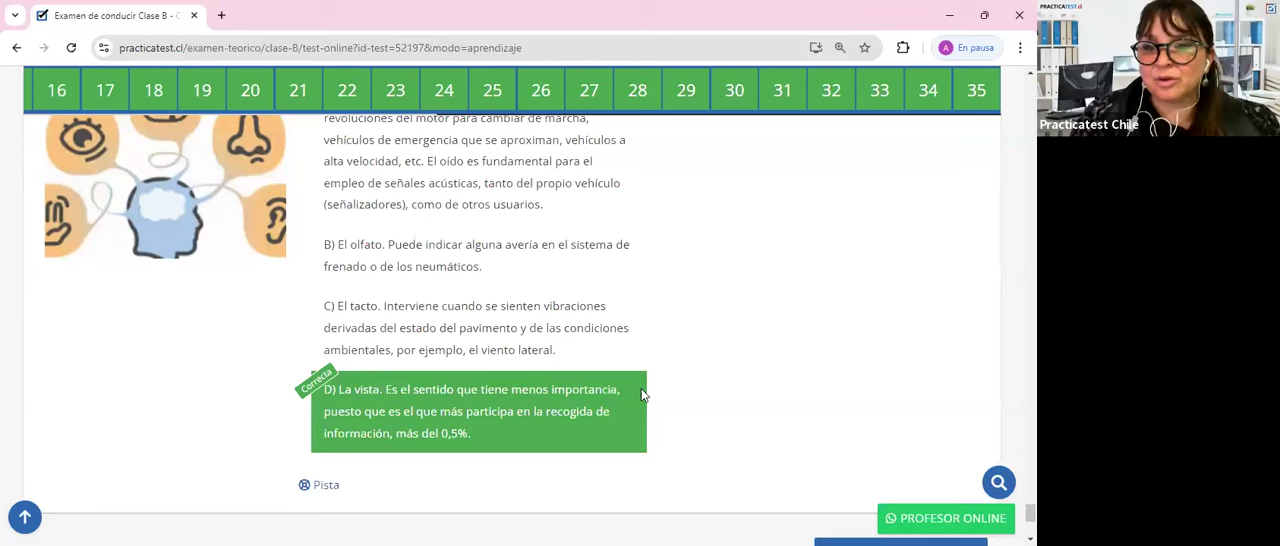 Examen de conducir Clase B - C
practicatest.cl/examen-teorico/clase-B/test-online?id-test=52197&modo=aprendizaje
A En pausa
16 17 18 19 20 21 22 23 24 25 26 27 28 29 30 31 32 33 34 35
revoluciones del motor para cambiar de marcha,
vehículos de emergencia que se aproximan, vehículos a
alta velocidad, etc. El oído es fundamental para el
empleo de señales acústicas, tanto del propio vehículo
(señalizadores), como de otros usuarios.
B) El olfato. Puede indicar alguna avería en el sistema de
frenado o de los neumáticos.
C) El tacto. Interviene cuando se sienten vibraciones
derivadas del estado del pavimento y de las condiciones
ambientales, por ejemplo, el viento lateral.
Correcta
D) La vista. Es el sentido que tiene menos importancia,
puesto que es el que más participa en la recogida de
información, más del 0,5%.
Pista
PROFESOR ONLINE
PRACTICATEST.cl
Practicatest Chile